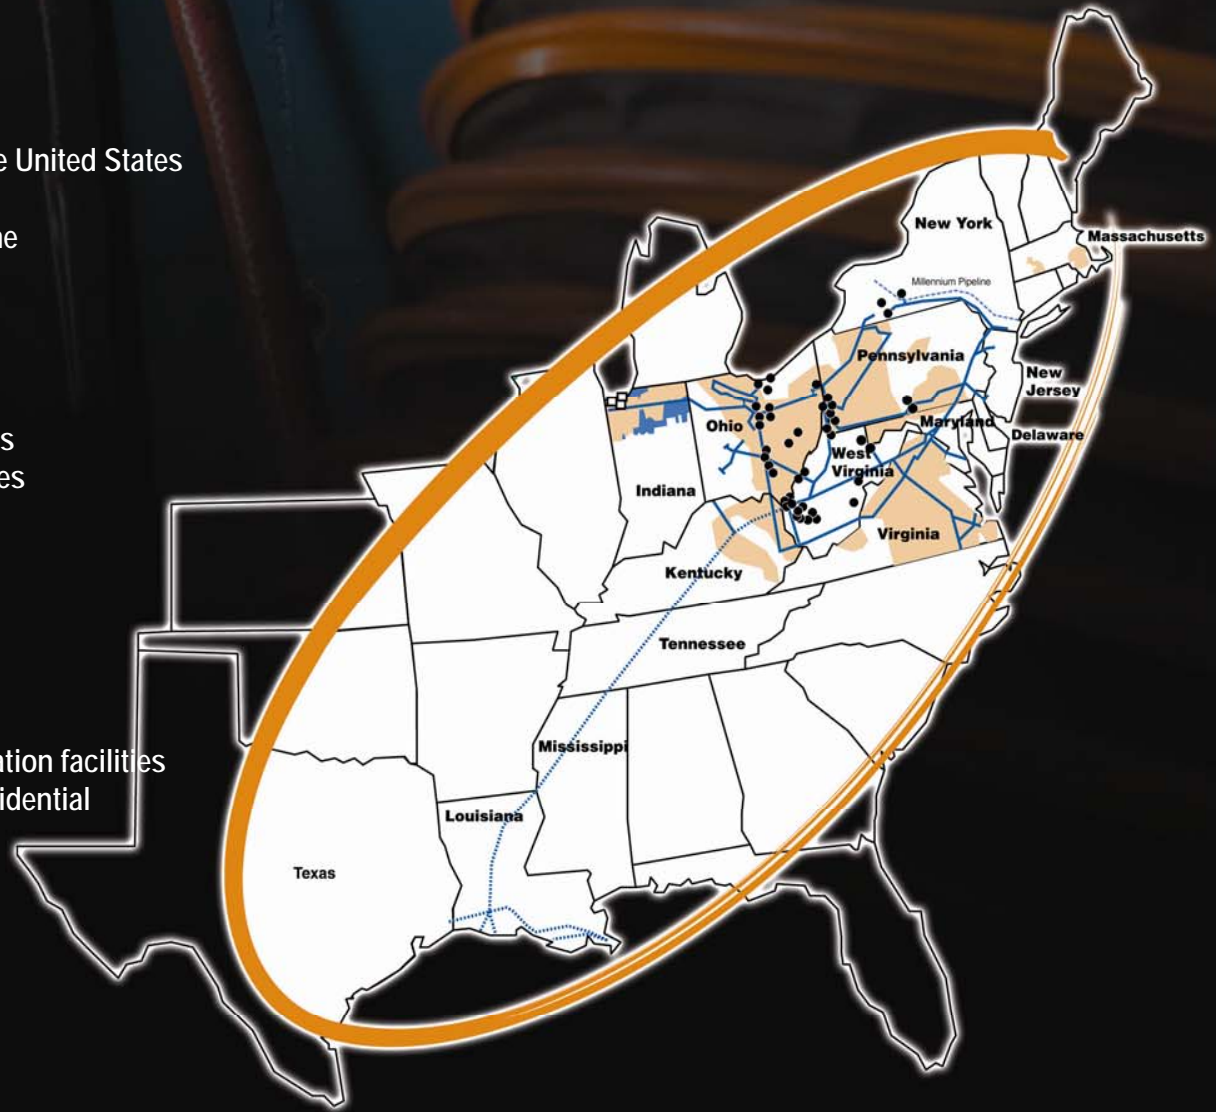 e United States
ne
s
es
ation facilities
idential
New York
Massachusetts
Millennium Pipeline
Pennsylvania
New
Jersey
Ohio
Maryland
Delaware
West
Virginia
Indiana
Virginia
Kentucky
Tennessee
Mississippi
Louisiana
Texas